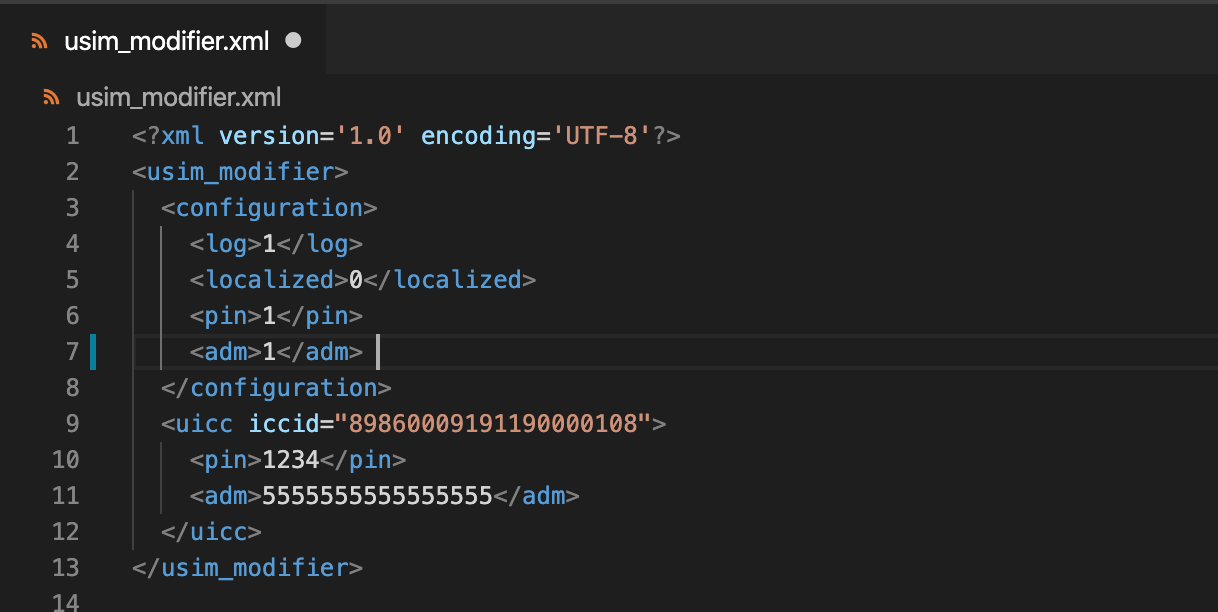 usim_modifier.xml
usim_modifier.xml
1 <?xml version='1.0' encoding='UTF-8'?>
2 <usim_modifier>
3 <configuration>
4 <log>1</log>
5 <localized>0</localized>
6 <pin>1</pin>
7 <adm>1</adm>
8 </configuration>
9 <uicc iccid="89860009191190000108">
10 <pin>1234</pin>
11 <adm>5555555555555555</adm>
12 </uicc>
13 </usim_modifier>
14